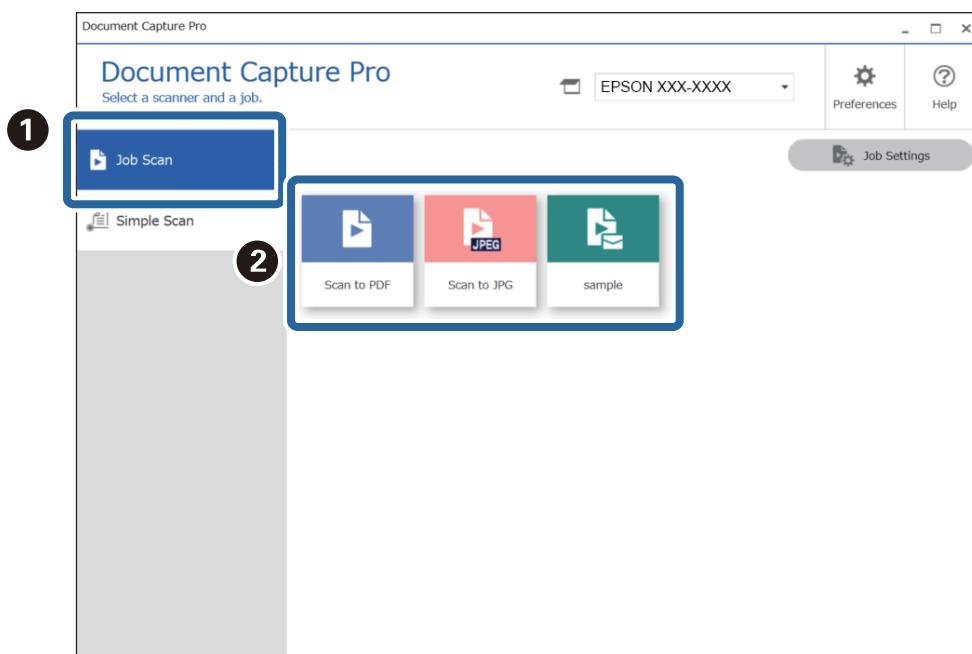 Document Capture Pro
Document Capture Pro
Select a scanner and a job.
EPSON XXX-XXXX
Preferences
Help
1
Job Scan
Job Settings
Simple Scan
2
JPEG
Scan to PDF
Scan to JPG
sample